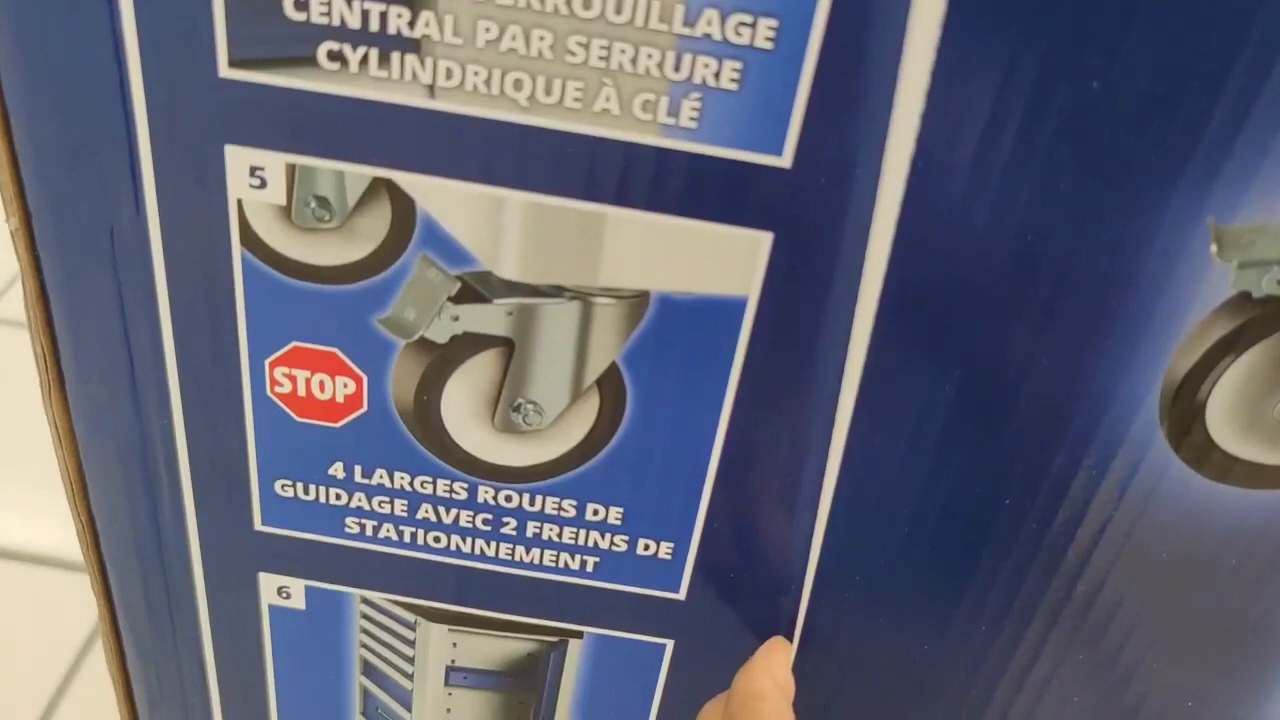 CENTRAL PAR SERRURE
CYLINDRIQUE À CLÉ
5
STOP
4 LARGES ROUES DE
GUIDAGE AVEC 2 FREINS DE
STATIONNEMENT
6